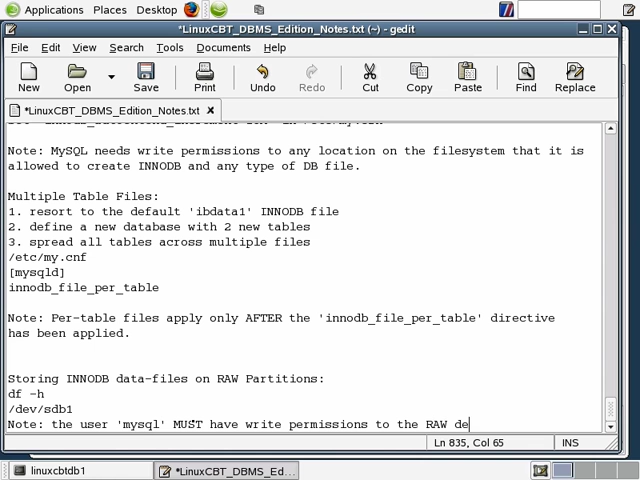 Applications Places Desktop
*LinuxCBT_DBMS_Edition_Notes.txt (~) - gedit
File Edit View Search Tools Documents Help
New Open Save Print Undo Redo Cut Copy Paste Find Replace
*LinuxCBT_DBMS_Edition_Notes.txt x
Note: MySQL needs write permissions to any location on the filesystem that it is
allowed to create INNODB and any type of DB file.
Multiple Table Files:
1. resort to the default 'ibdata1' INNODB file
2. define a new database with 2 new tables
3. spread all tables across multiple files
/etc/my.cnf
[mysqld]
innodb_file_per_table
Note: Per-table files apply only AFTER the 'innodb_file_per_table' directive
has been applied.
Storing INNODB data-files on RAW Partitions:
df -h
/dev/sdb1
Note: the user 'mysql' MUST have write permissions to the RAW de
Ln 835, Col 65 INS
linuxcbtdb1 *LinuxCBT_DBMS_Ed...